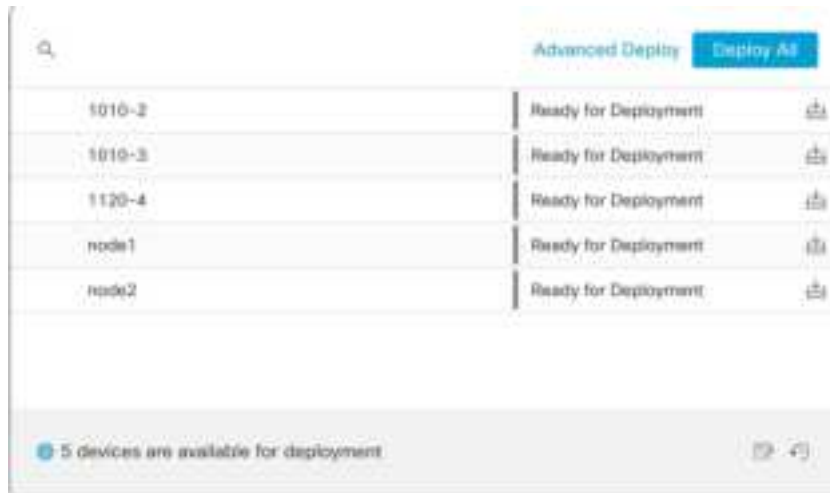 Advanced Deploy Deploy All
1010-2 Ready for Deployment
1010-3 Ready for Deployment
1120-4 Ready for Deployment
node1 Ready for Deployment
node2 Ready for Deployment
5 devices are available for deployment